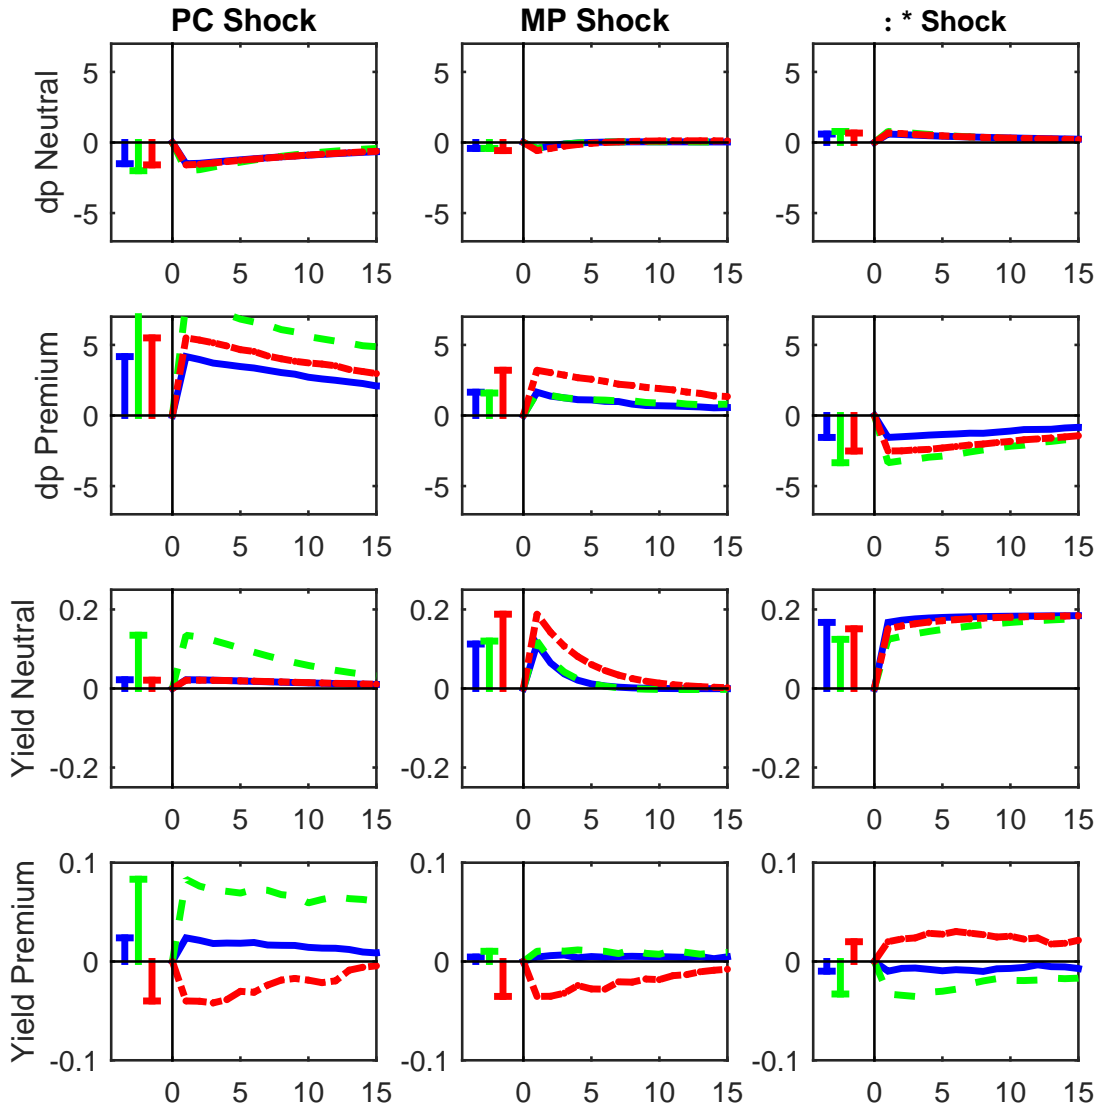 PC Shock MP Shock : * Shock
dp Neutral
5 5 5
0 0 0
-5 -5 -5
0 5 10 15 0 5 10 15 0 5 10 15
dp Premium
5 5 5
0 0 0
-5 -5 -5
0 5 10 15 0 5 10 15 0 5 10 15
Yield Neutral
0.2 0.2 0.2
0 0 0
-0.2 -0.2 -0.2
0 5 10 15 0 5 10 15 0 5 10 15
Yield Premium
0.1 0.1 0.1
0 0 0
-0.1 -0.1 -0.1
0 5 10 15 0 5 10 15 0 5 10 15